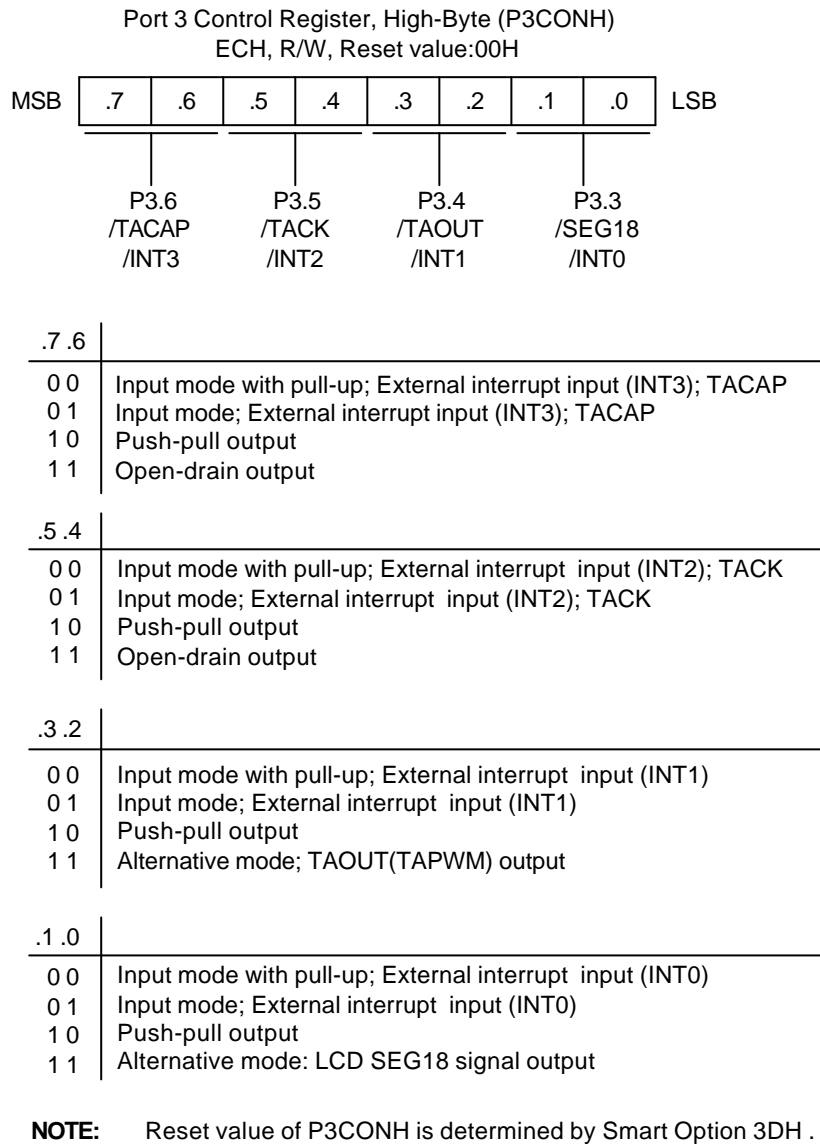 Port 3 Control Register, High-Byte (P3CONH)
ECH, R/W, Reset value:00H
MSB .7 .6 .5 .4 .3 .2 .1 .0 LSB
P3.6 P3.5 P3.4 P3.3
/TACAP /TACK /TAOUT /SEG18
/INT3 /INT2 /INT1 /INT0
.7 .6
0 0 Input mode with pull-up; External interrupt input (INT3); TACAP
0 1 Input mode; External interrupt input (INT3); TACAP
1 0 Push-pull output
1 1 Open-drain output
.5 .4
0 0 Input mode with pull-up; External interrupt input (INT2); TACK
0 1 Input mode; External interrupt input (INT2); TACK
1 0 Push-pull output
1 1 Open-drain output
.3 .2
0 0 Input mode with pull-up; External interrupt input (INT1)
0 1 Input mode; External interrupt input (INT1)
1 0 Push-pull output
1 1 Alternative mode; TAOUT(TAPWM) output
.1 .0
0 0 Input mode with pull-up; External interrupt input (INT0)
0 1 Input mode; External interrupt input (INT0)
1 0 Push-pull output
1 1 Alternative mode: LCD SEG18 signal output
NOTE: Reset value of P3CONH is determined by Smart Option 3DH .